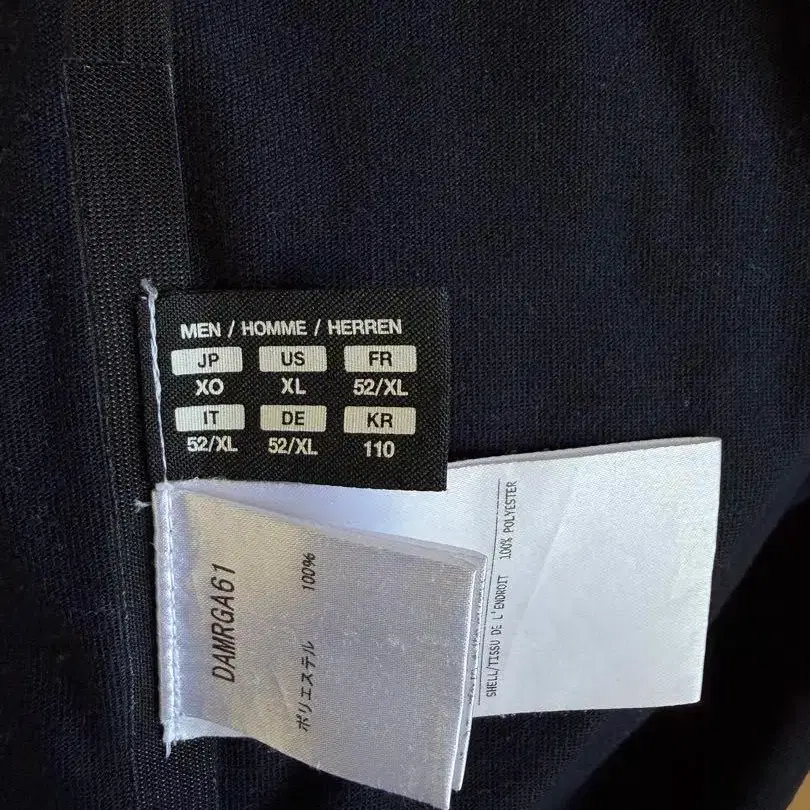 MEN / HOMME / HERREN
JP US FR
XO XL 52/XL
IT DE KR
52/XL 52/XL 110
DAMRGA61
ポリエステル 100%
SHELL/TISSU DE L'ENDROIT 100% POLYESTER